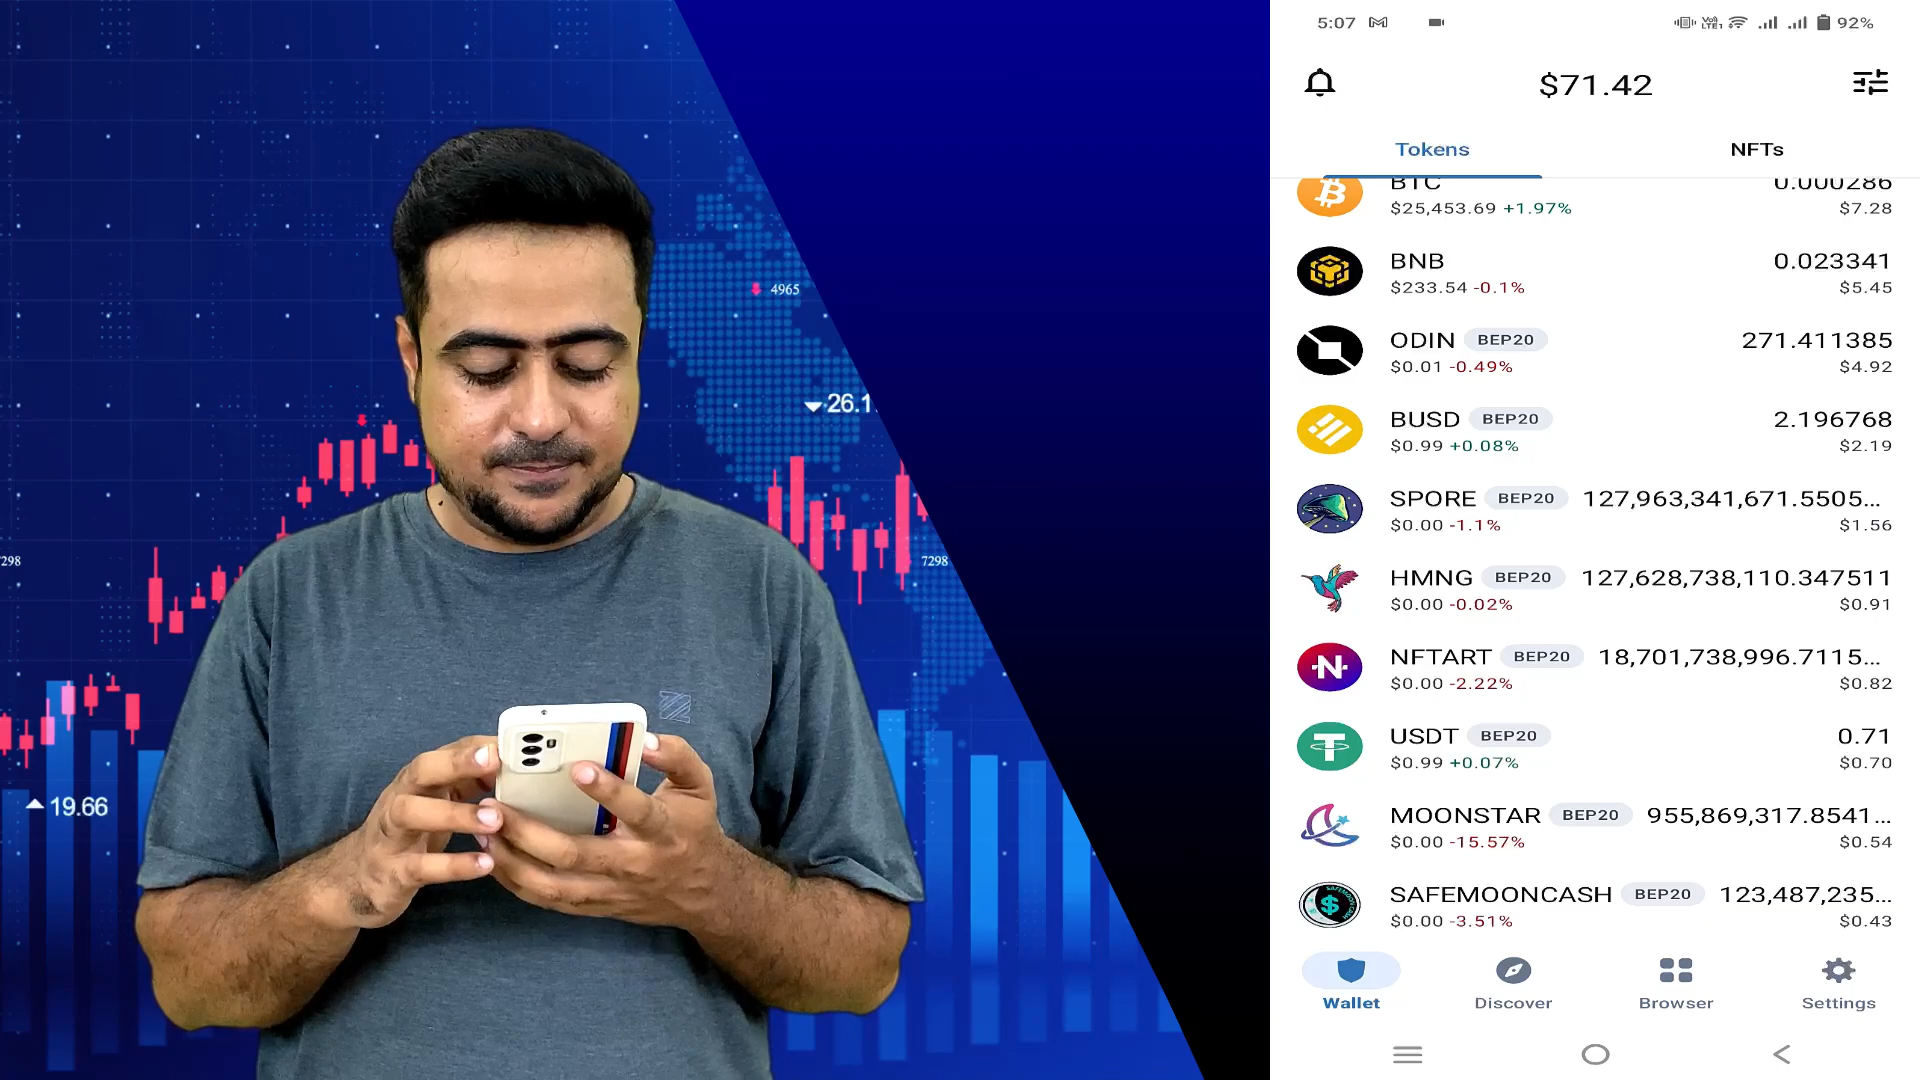 4965
26.1
7298
7298
19.66
5:07
92%
$71.42
Tokens
NFTs
BTC 0.000286
$25,453.69 +1.97% $7.28
BNB 0.023341
$233.54 -0.1% $5.45
ODIN BEP20 271.411385
$0.01 -0.49% $4.92
BUSD BEP20 2.196768
$0.99 +0.08% $2.19
SPORE BEP20 127,963,341,671.5505...
$0.00 -1.1% $1.56
HMNG BEP20 127,628,738,110.347511
$0.00 -0.02% $0.91
NFTART BEP20 18,701,738,996.7115...
$0.00 -2.22% $0.82
USDT BEP20 0.71
$0.99 +0.07% $0.70
MOONSTAR BEP20 955,869,317.8541...
$0.00 -15.57% $0.54
SAFEMOONCASH BEP20 123,487,235...
$0.00 -3.51% $0.43
Wallet
Discover
Browser
Settings